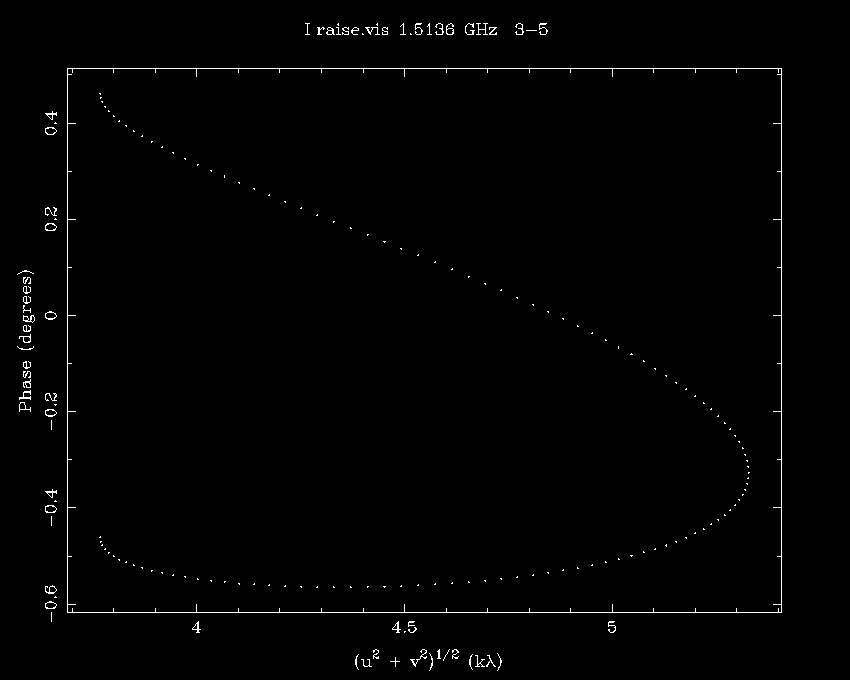 I raise.vis 1.5136 GHz 3-5
0.4
0.2
0
-0.2
-0.4
-0.6
Phase (degrees)
4 4.5 5
(u² + v²)^1/2 (kλ)